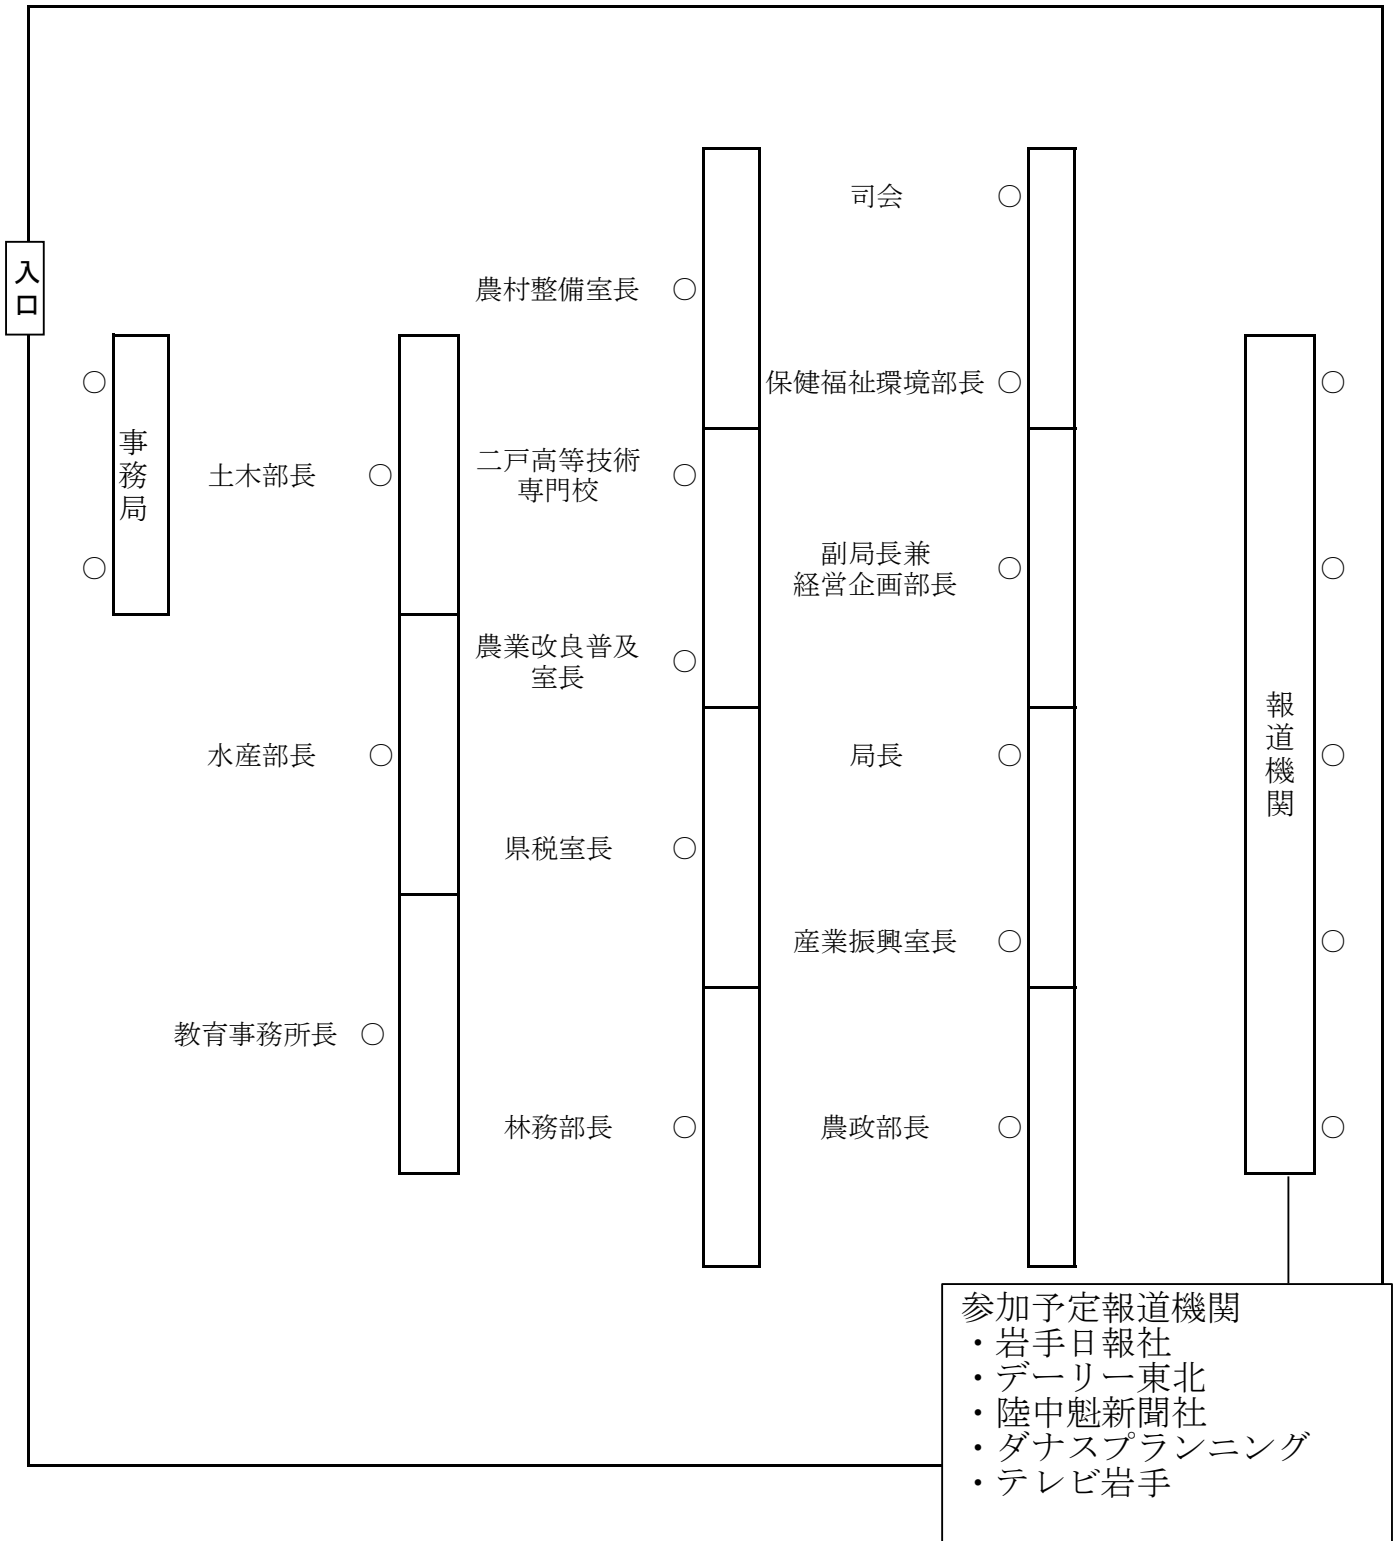 入口
事務局
土木部長 ○
水産部長 ○
教育事務所長 ○
農村整備室長 ○
二戸高等技術
専門校 ○
農業改良普及
室長 ○
県税室長 ○
林務部長 ○
司会 ○
保健福祉環境部長 ○
副局長兼
経営企画部長 ○
局長 ○
産業振興室長 ○
農政部長 ○
報道機関
参加予定報道機関
・岩手日報社
・デーリー東北
・陸中魁新聞社
・ダナスプランニング
・テレビ岩手